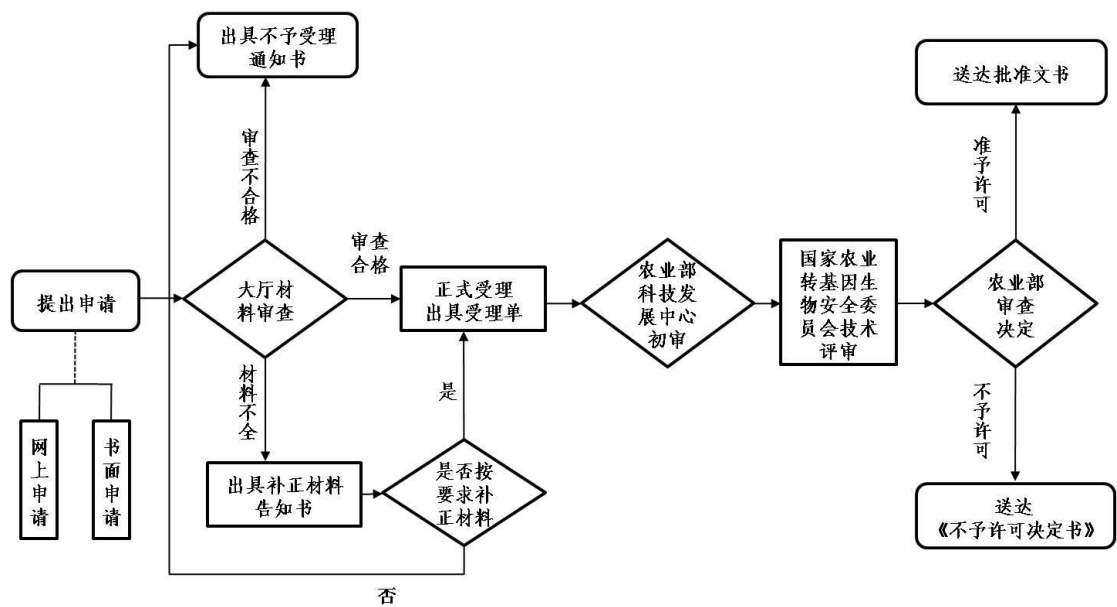 出具不予受理
通知书
送达批准文书
审查不合格
准予许可
审查
合格
提出申请
大厅材
料审查
正式受理
出具受理单
农业部
科技发
展中心
初审
国家农业
转基因生
物安全委
员会技术
评审
农业部
审查
决定
材料不全
是
不予许可
网上申请
书面申请
出具补正材料
告知书
是否按
要求补
正材料
送达
《不予许可决定书》
否